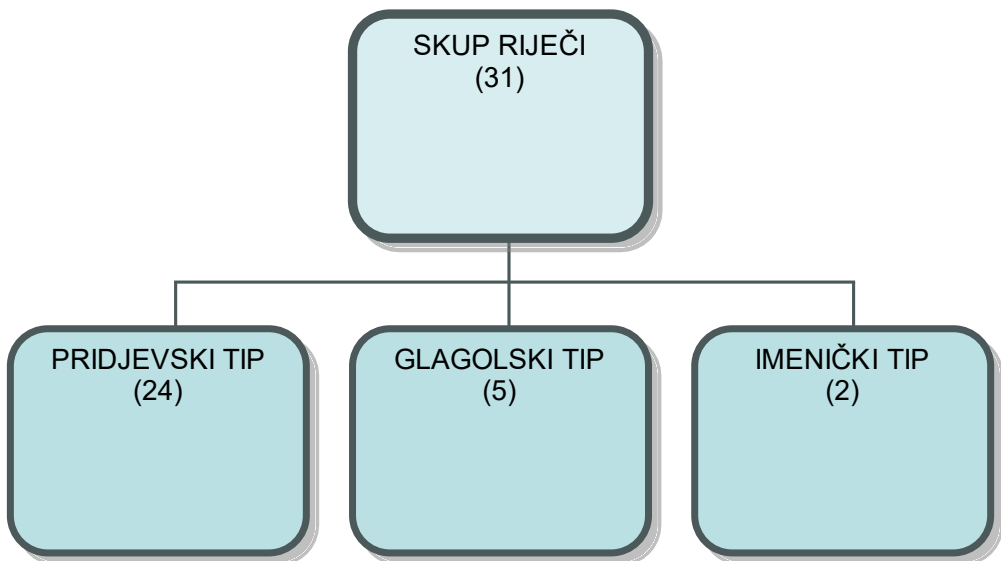 SKUP RIJEČI
(31)
PRIDJEVSKI TIP
(24)
GLAGOLSKI TIP
(5)
IMENIČKI TIP
(2)